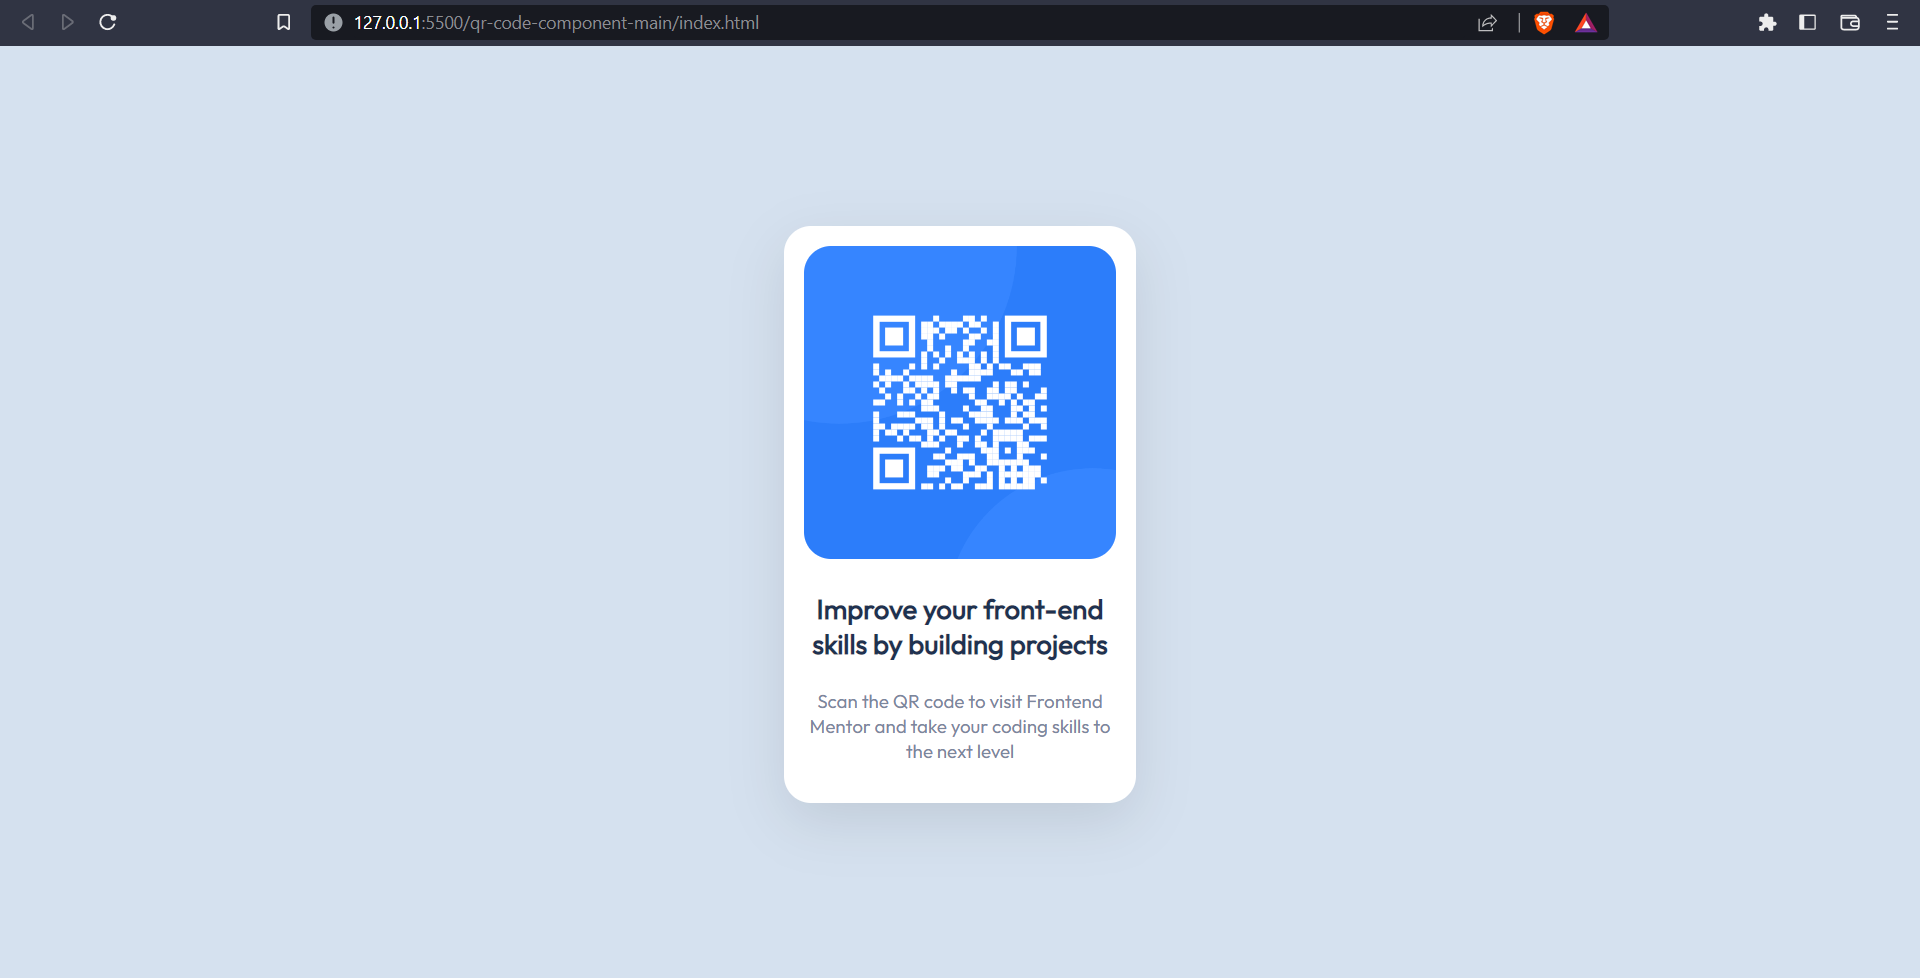 127.0.0.1:5500/qr-code-component-main/index.html
Improve your front-end
skills by building projects
Scan the QR code to visit Frontend
Mentor and take your coding skills to
the next level